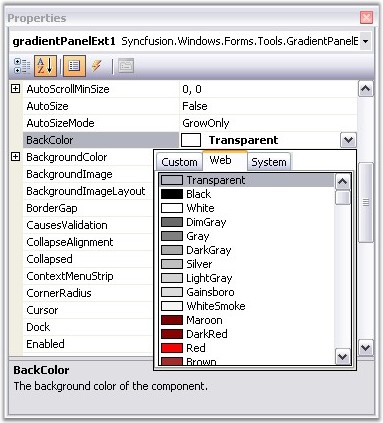 Properties
gradientPanelExt1 Syncfusion.Windows.Forms.Tools.GradientPanelE
AutoScrollMinSize 0, 0
AutoSize False
AutoSizeMode GrowOnly
BackColor Transparent
BackgroundColor
BackgroundImage
BackgroundImageLayout
BorderGap
CausesValidation
CollapseAlignment
Collapsed
ContextMenuStrip
CornerRadius
Cursor
Dock
Enabled
Custom Web System
Transparent
Black
White
DimGray
Gray
DarkGray
Silver
LightGray
Gainsboro
WhiteSmoke
Maroon
DarkRed
Red
Brown
BackColor
The background color of the component.